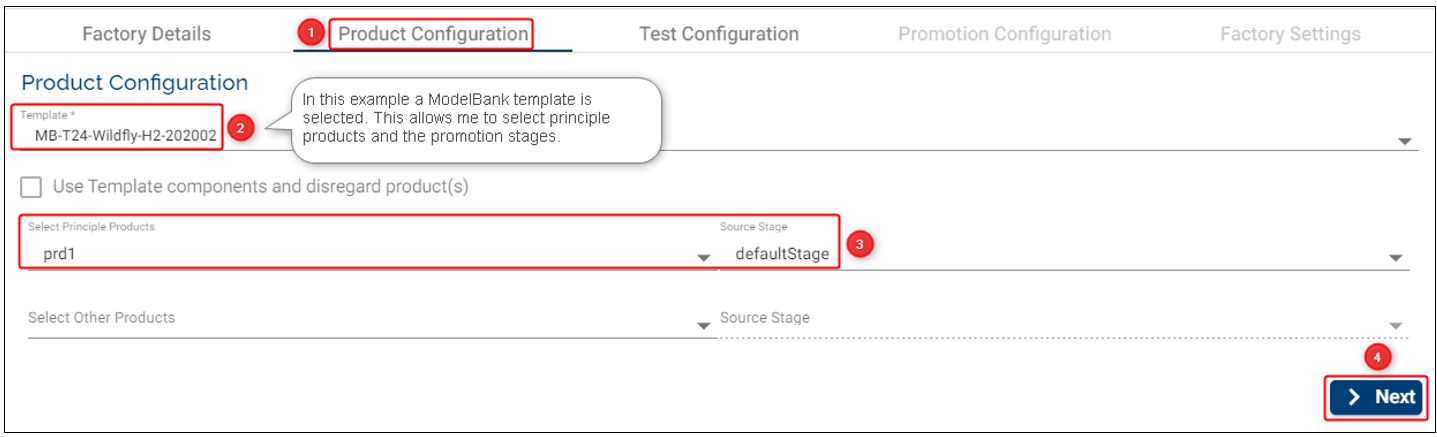 Factory Details
1
Product Configuration
Test Configuration
Promotion Configuration
Factory Settings
Product Configuration
Template *
MB-T24-Wildfly-H2-202002
2
In this example a ModelBank template is
selected. This allows me to select principle
products and the promotion stages.
Use Template components and disregard product(s)
Select Principle Products
prd1
Source Stage
defaultStage
3
Select Other Products
Source Stage
4
Next